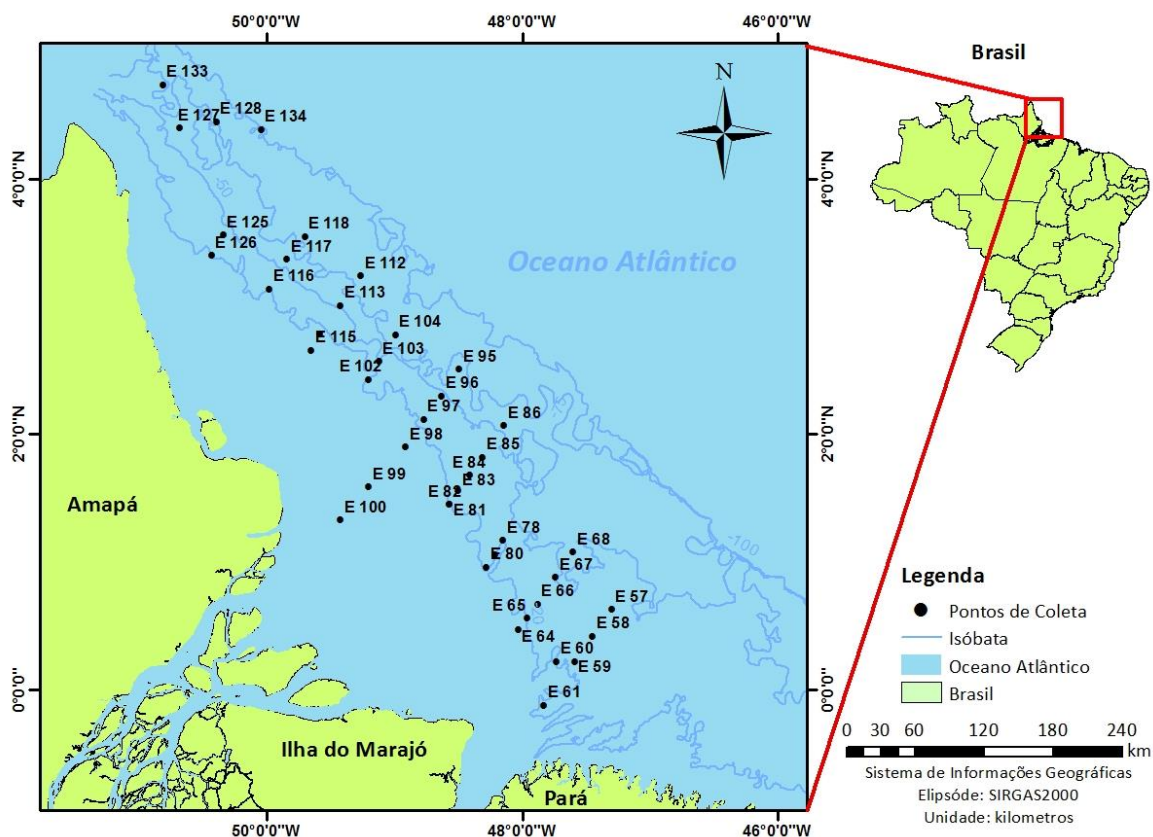 50°0'0"W
48°0'0"W
46°0'0"W
Brasil
N
E 133
E 128
E 127
E 134
4°0'0"N
4°0'0"N
-50
E 125
E 118
E 126
E 117
Oceano Atlântico
E 112
E 116
E 113
E 104
E 115
E 103
E 95
E 102
E 96
E 97
E 86
2°0'0"N
2°0'0"N
E 98
E 85
E 84
E 99
E 83
E 82
Amapá
E 81
E 100
E 78
E 68
-100
E 80
E 67
Legenda
E 66
E 57
Pontos de Coleta
E 65
E 58
Isóbata
E 64
E 60
E 59
Oceano Atlântico
0°0'0"
0°0'0"
E 61
Brasil
0 30 60 120 180 240
km
Ilha do Marajó
Sistema de Informações Geográficas
Pará
Elipsóde: SIRGAS2000
Unidade: kilometros
50°0'0"W
48°0'0"W
46°0'0"W